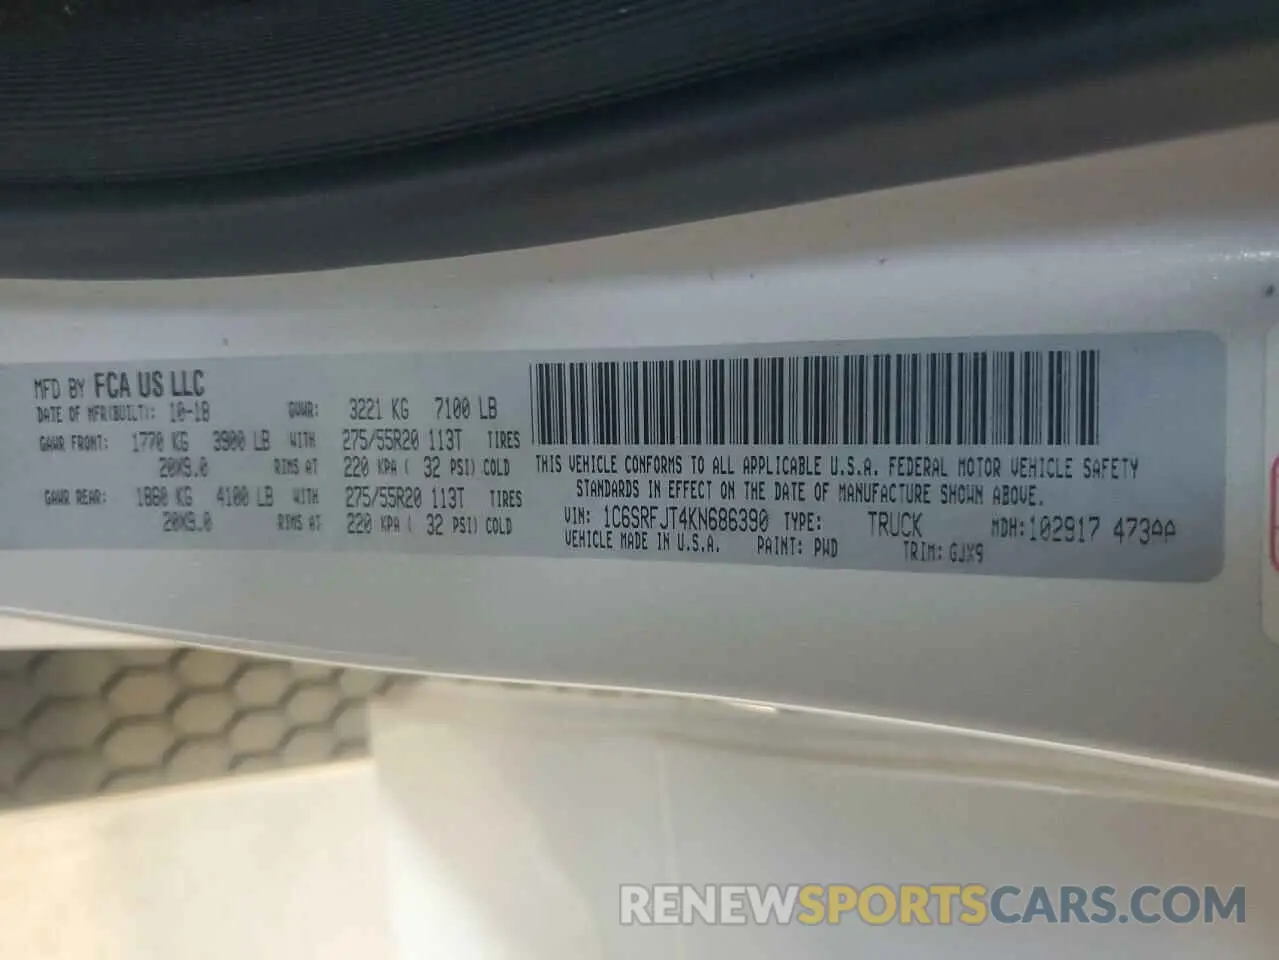 MFD BY FCA US LLC
DATE OF MFR(BUILT): 10-18 GVWR: 3221 KG 7100 LB
GAWR FRONT: 1770 KG 3900 LB WITH 275/55R20 113T TIRES
20X9.0 RIMS AT 220 KPA ( 32 PSI) COLD
GAWR REAR: 1860 KG 4100 LB WITH 275/55R20 113T TIRES
20X9.0 RIMS AT 220 KPA ( 32 PSI) COLD
THIS VEHICLE CONFORMS TO ALL APPLICABLE U.S.A. FEDERAL MOTOR VEHICLE SAFETY
STANDARDS IN EFFECT ON THE DATE OF MANUFACTURE SHOWN ABOVE.
VIN: 1C6SRFJT4KN686390 TYPE: TRUCK MDH: 102917 473AA
VEHICLE MADE IN U.S.A. PAINT: PWD TRIM: GJX9
RENEWSPORTSCARS.COM